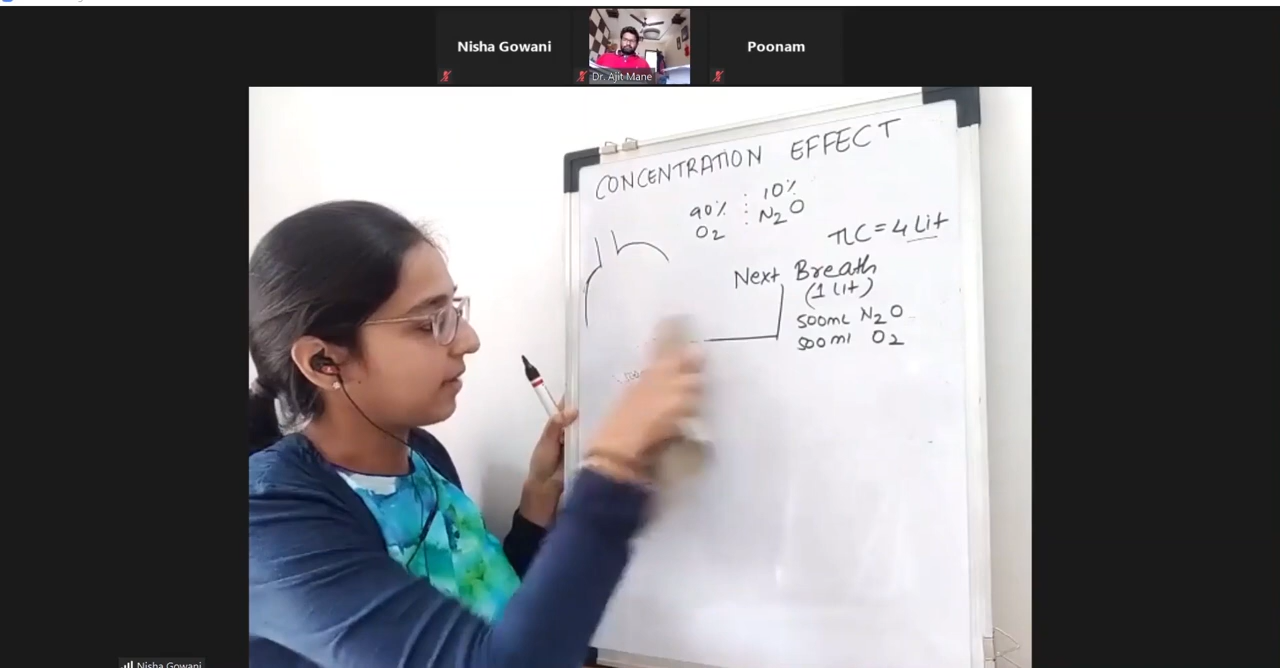 Nisha Gowani
Dr. Ajit Mane
Poonam
CONCENTRATION EFFECT
90% : 10%
O2 : N2O
TLC = 4 Lit
Next Breath
(1 Lit)
500mL N2O
500ml O2
500
Nisha Gowani